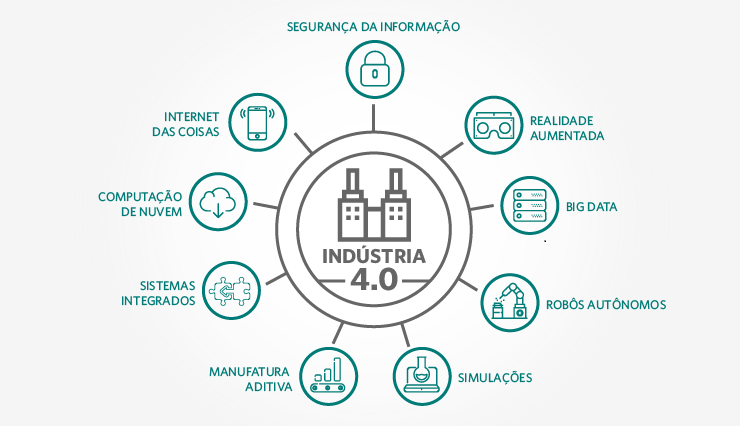 SEGURANÇA DA INFORMAÇÃO
INTERNET
DAS COISAS
REALIDADE
AUMENTADA
COMPUTAÇÃO
DE NUVEM
BIG DATA
INDÚSTRIA
4.0
SISTEMAS
INTEGRADOS
ROBÔS AUTÔNOMOS
MANUFATURA
ADITIVA
SIMULAÇÕES